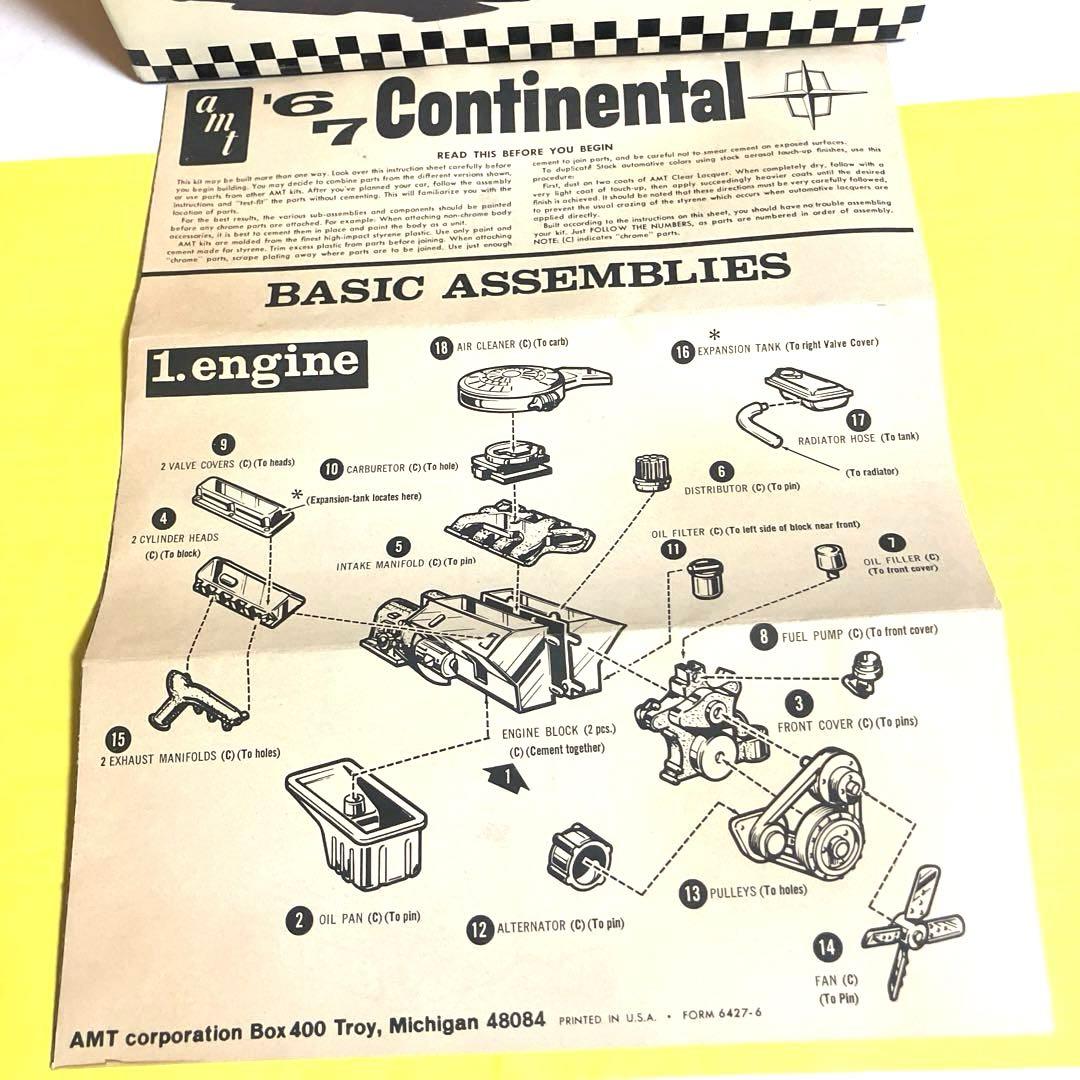 amt '67 Continental
READ THIS BEFORE YOU BEGIN
This kit may be built more than one way. Look over this instruction sheet carefully before
you begin building. You may decide to combine parts from the different versions shown,
or use parts from other AMT kits. After you've planned your car, follow the assembly
instructions and "test-fit" the parts without cementing. This will familiarize you with the
location of parts.
For the best results, the various sub-assemblies and components should be painted
before any chrome parts are attached. For example: When attaching non-chrome body
accessories, it is best to cement them in place and paint the body as a unit.
AMT kits are molded from the finest high-impact styrene plastic. Use only paint and
cement made for styrene. Trim excess plastic from parts before joining. When attaching
"chrome" parts, scrape plating away where parts are to be joined. Use just enough
cement to join parts, and be careful not to smear cement on exposed surfaces.
To duplicat# Stock automotive colors using stock aerosol touch-up finishes, use this
procedure:
First, dust on two coats of AMT Clear Lacquer. When completely dry, follow with a
very light coat of touch-up, then apply succeedingly heavier coats until the desired
finish is achieved. It should be noted that these directions must be very carefully followed,
to prevent the usual crazing of the styrene which occurs when automotive lacquers are
applied directly.
Built according to the instructions on this sheet, you should have no trouble assembling
your kit. Just FOLLOW THE NUMBERS, as parts are numbered in order of assembly.
NOTE: (C) indicates "chrome" parts.
BASIC ASSEMBLIES
1. engine
18 AIR CLEANER (C) (To carb)
*
16 EXPANSION TANK (To right Valve Cover)
17
RADIATOR HOSE (To tank)
(To radiator)
9
2 VALVE COVERS (C) (To heads)
10 CARBURETOR (C) (To hole)
* (Expansion-tank locates here)
6
DISTRIBUTOR (C) (To pin)
4
2 CYLINDER HEADS
(C) (To block)
5
INTAKE MANIFOLD (C) (To pin)
OIL FILTER (C) (To left side of block near front)
11
7
OIL FILLER (C)
(To front cover)
8 FUEL PUMP (C) (To front cover)
3
FRONT COVER (C) (To pins)
15
2 EXHAUST MANIFOLDS (C) (To holes)
ENGINE BLOCK (2 pcs.)
(C) (Cement together)
1
2 OIL PAN (C) (To pin)
12 ALTERNATOR (C) (To pin)
13 PULLEYS (To holes)
14
FAN (C)
(To Pin)
AMT corporation Box 400 Troy, Michigan 48084 PRINTED IN U.S.A. • FORM 6427-6